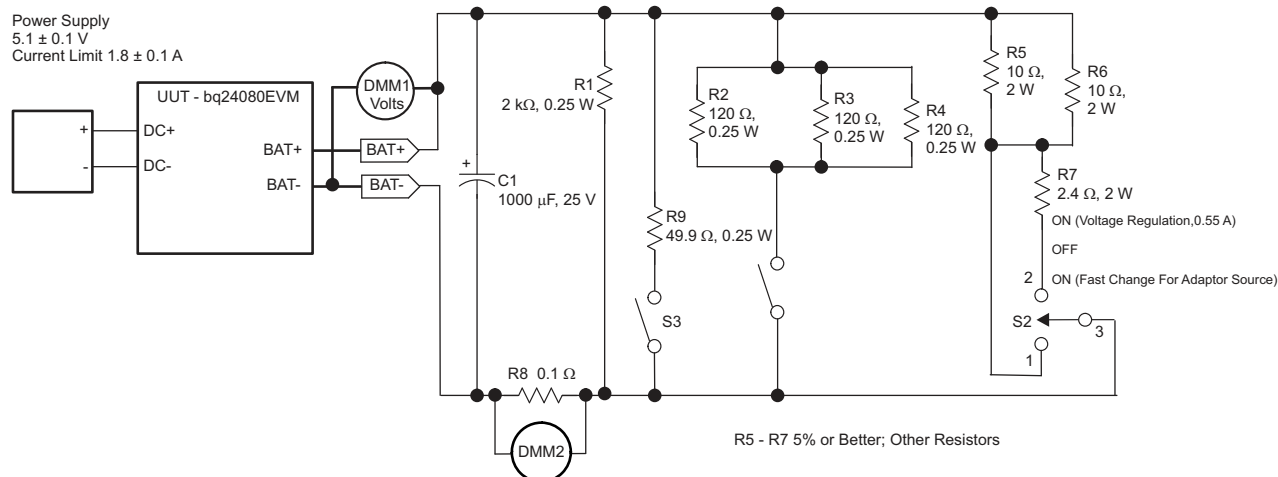 Power Supply
5.1 ± 0.1 V
Current Limit 1.8 ± 0.1 A
UUT - bq24080EVM
DMM1
Volts
+
DC+
-
DC-
BAT+
BAT+
BAT-
BAT-
+
C1
1000 μF, 25 V
R1
2 kΩ, 0.25 W
R9
49.9 Ω, 0.25 W
S3
R2
120 Ω,
0.25 W
R3
120 Ω,
0.25 W
R4
120 Ω,
0.25 W
R5
10 Ω,
2 W
R6
10 Ω,
2 W
R7
2.4 Ω, 2 W
ON (Voltage Regulation,0.55 A)
OFF
2
ON (Fast Change For Adaptor Source)
S2
3
1
R8 0.1 Ω
DMM2
R5 - R7 5% or Better; Other Resistors